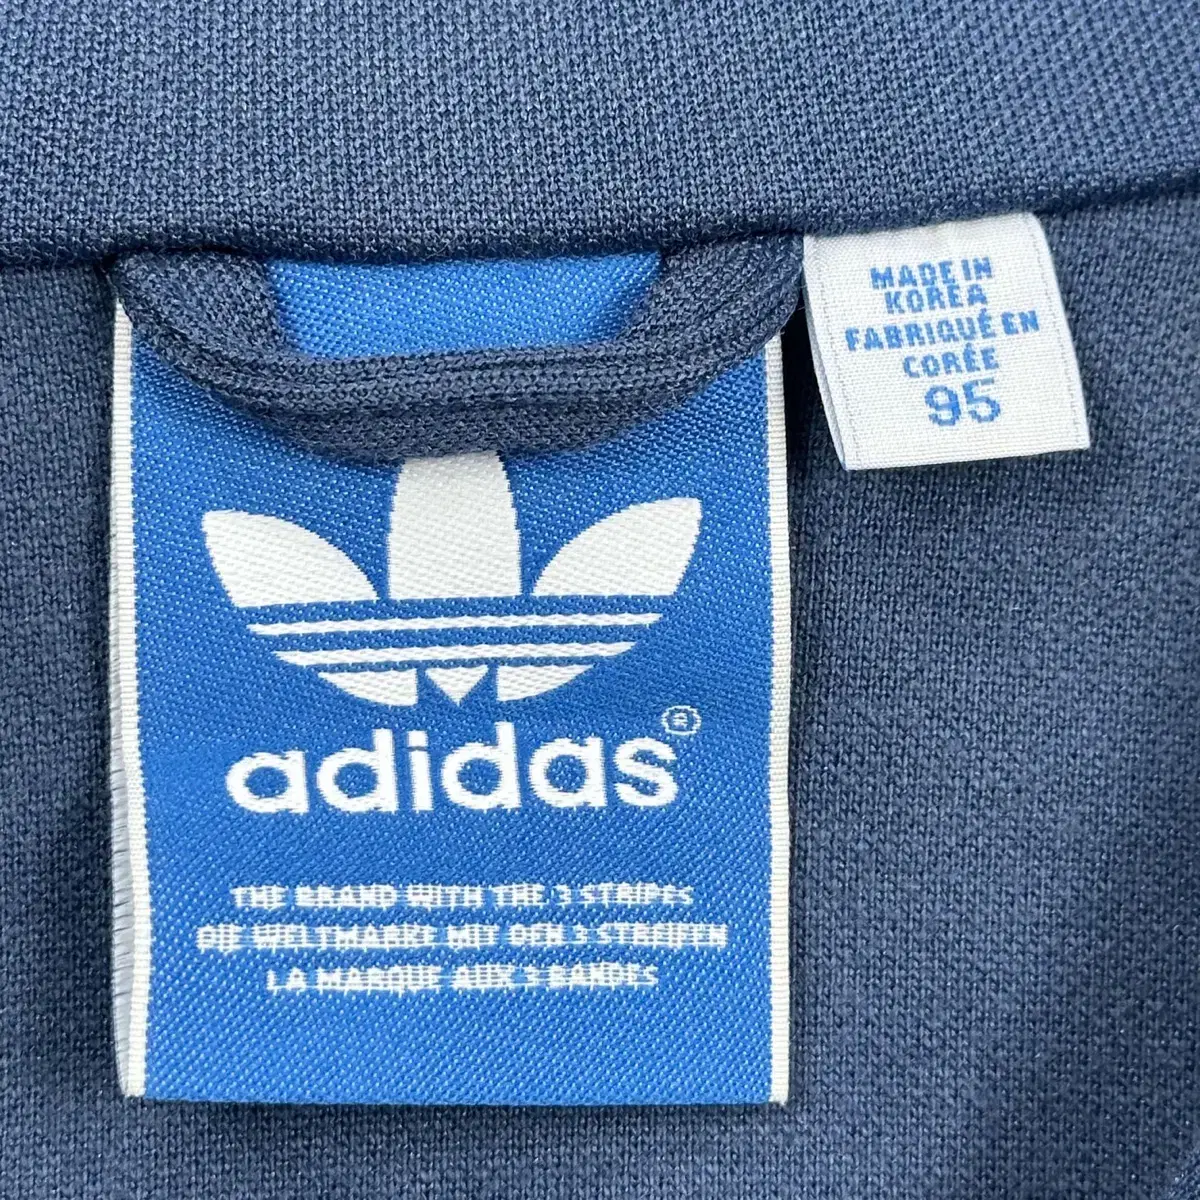 MADE IN
KOREA
FABRIQUÉ EN
CORÉE
95
adidas®
THE BRAND WITH THE 3 STRIPES
DIE WELTMARKE MIT DEN 3 STREIFEN
LA MARQUE AUX 3 BANDES